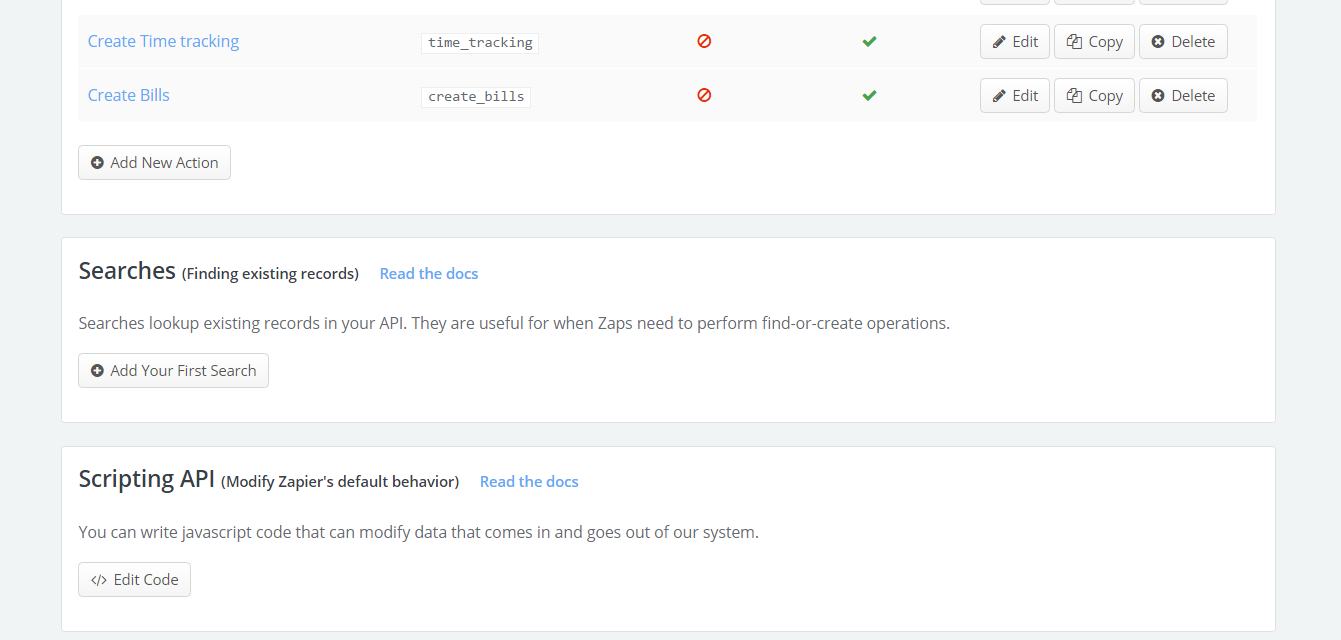 Create Time tracking time_tracking Edit Copy Delete
Create Bills create_bills Edit Copy Delete
Add New Action
Searches (Finding existing records) Read the docs
Searches lookup existing records in your API. They are useful for when Zaps need to perform find-or-create operations.
Add Your First Search
Scripting API (Modify Zapier's default behavior) Read the docs
You can write javascript code that can modify data that comes in and goes out of our system.
</> Edit Code